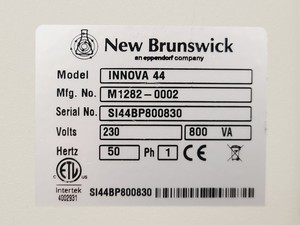 New Brunswick
an eppendorf company
Model INNOVA 44
Mfg. No. M1282-0002
Serial No. SI44BP800830
Volts 230 800 VA
Hertz 50 Ph 1 CE
ETL
Intertek
4002931
SI44BP800830